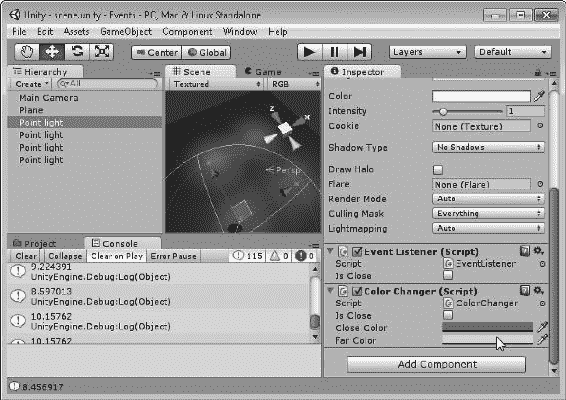 Unity - scene.unity - Events - PC, Mac & Linux Standalone
File Edit Assets GameObject Component Window Help
Center Global Layers Default
Hierarchy
Create All
Main Camera
Plane
Point light
Point light
Point light
Point light
Scene Game
Textured RGB
z
x
Persp
Project Console
Clear Collapse Clear on Play Error Pause 115 0 0
9.224391
UnityEngine.Debug:Log(Object)
8.597013
UnityEngine.Debug:Log(Object)
10.15762
UnityEngine.Debug:Log(Object)
10.15762
8.456917
Inspector
Color
Intensity 1
Cookie None (Texture)
Shadow Type No Shadows
Draw Halo
Flare None (Flare)
Render Mode Auto
Culling Mask Everything
Lightmapping Auto
Event Listener (Script)
Script EventListener
Is Close
Color Changer (Script)
Script ColorChanger
Is Close
Close Color
Far Color
Add Component